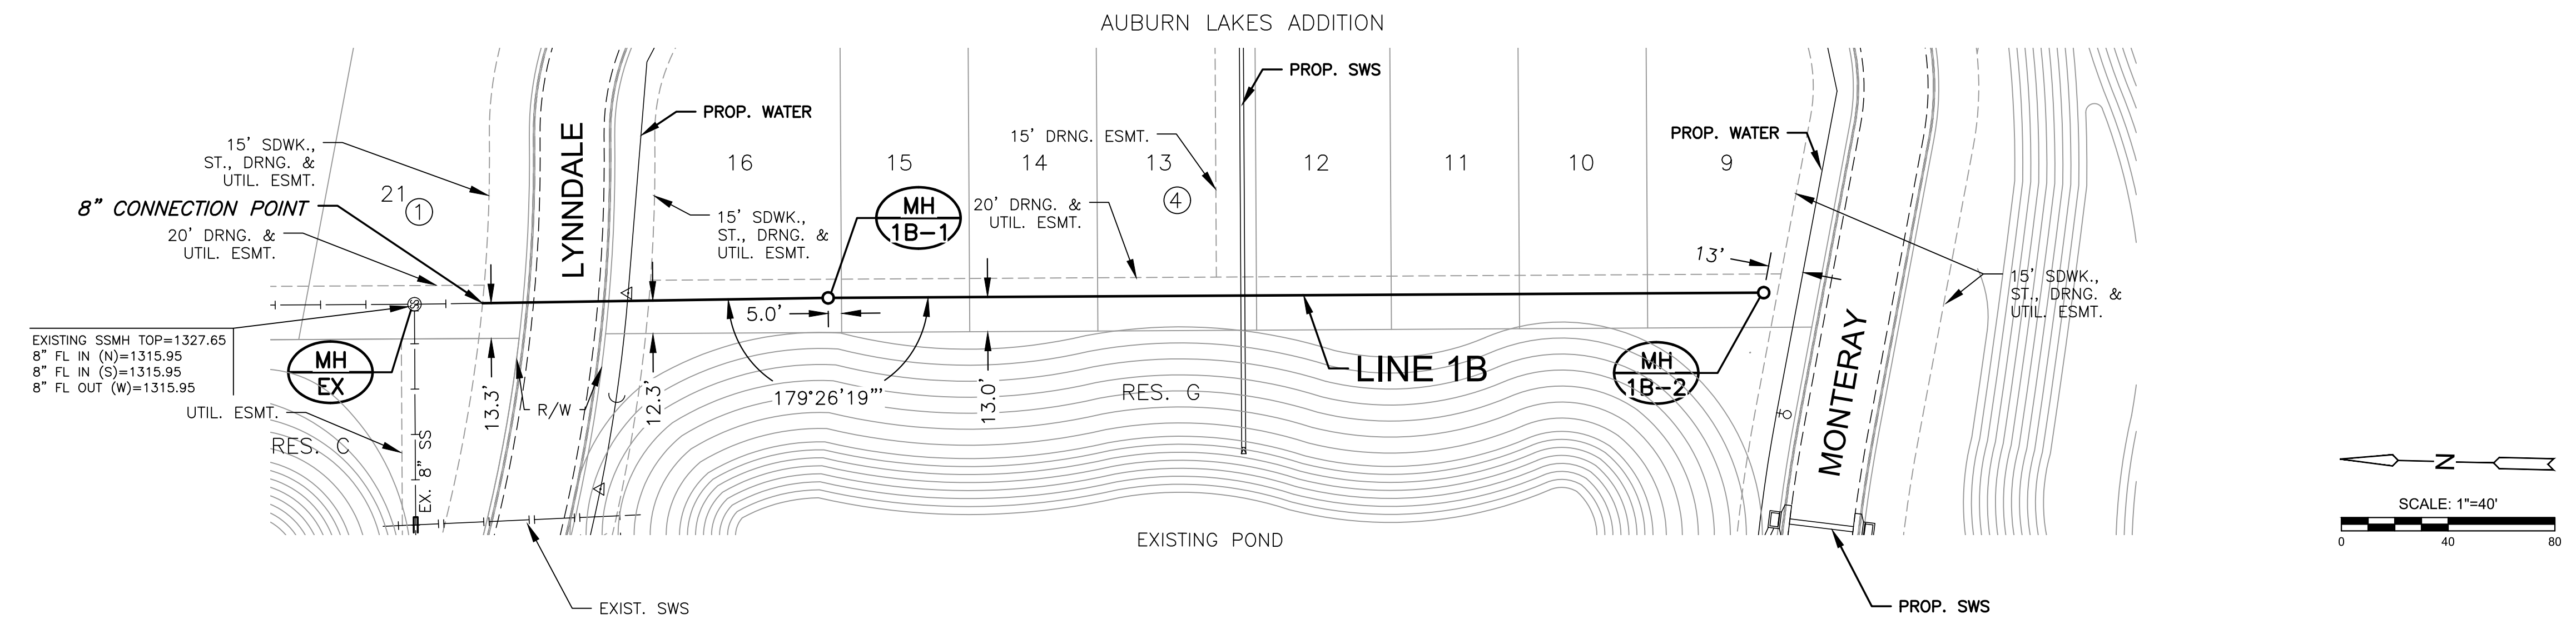 AUBURN LAKES ADDITION
PROP. SWS
PROP. WATER
15' DRNG. ESMT.
PROP. WATER
15' SDWK.,
ST., DRNG. &
UTIL. ESMT.
LYNNDALE
16
15
14
13
12
11
10
9
21
1
4
8" CONNECTION POINT
20' DRNG. &
UTIL. ESMT.
15' SDWK.,
ST., DRNG. &
UTIL. ESMT.
MH
1B-1
20' DRNG. &
UTIL. ESMT.
13'
15' SDWK.,
ST., DRNG. &
UTIL. ESMT.
5.0'
EXISTING SSMH TOP=1327.65
8" FL IN (N)=1315.95
8" FL IN (S)=1315.95
8" FL OUT (W)=1315.95
MH
EX
13.3'
R/W
12.3'
179°26'19"'
13.0'
RES. G
LINE 1B
MH
1B-2
MONTERAY
UTIL. ESMT.
RES. C
EX. 8" SS
EXISTING POND
EXIST. SWS
PROP. SWS
N
SCALE: 1"=40'
0 40 80